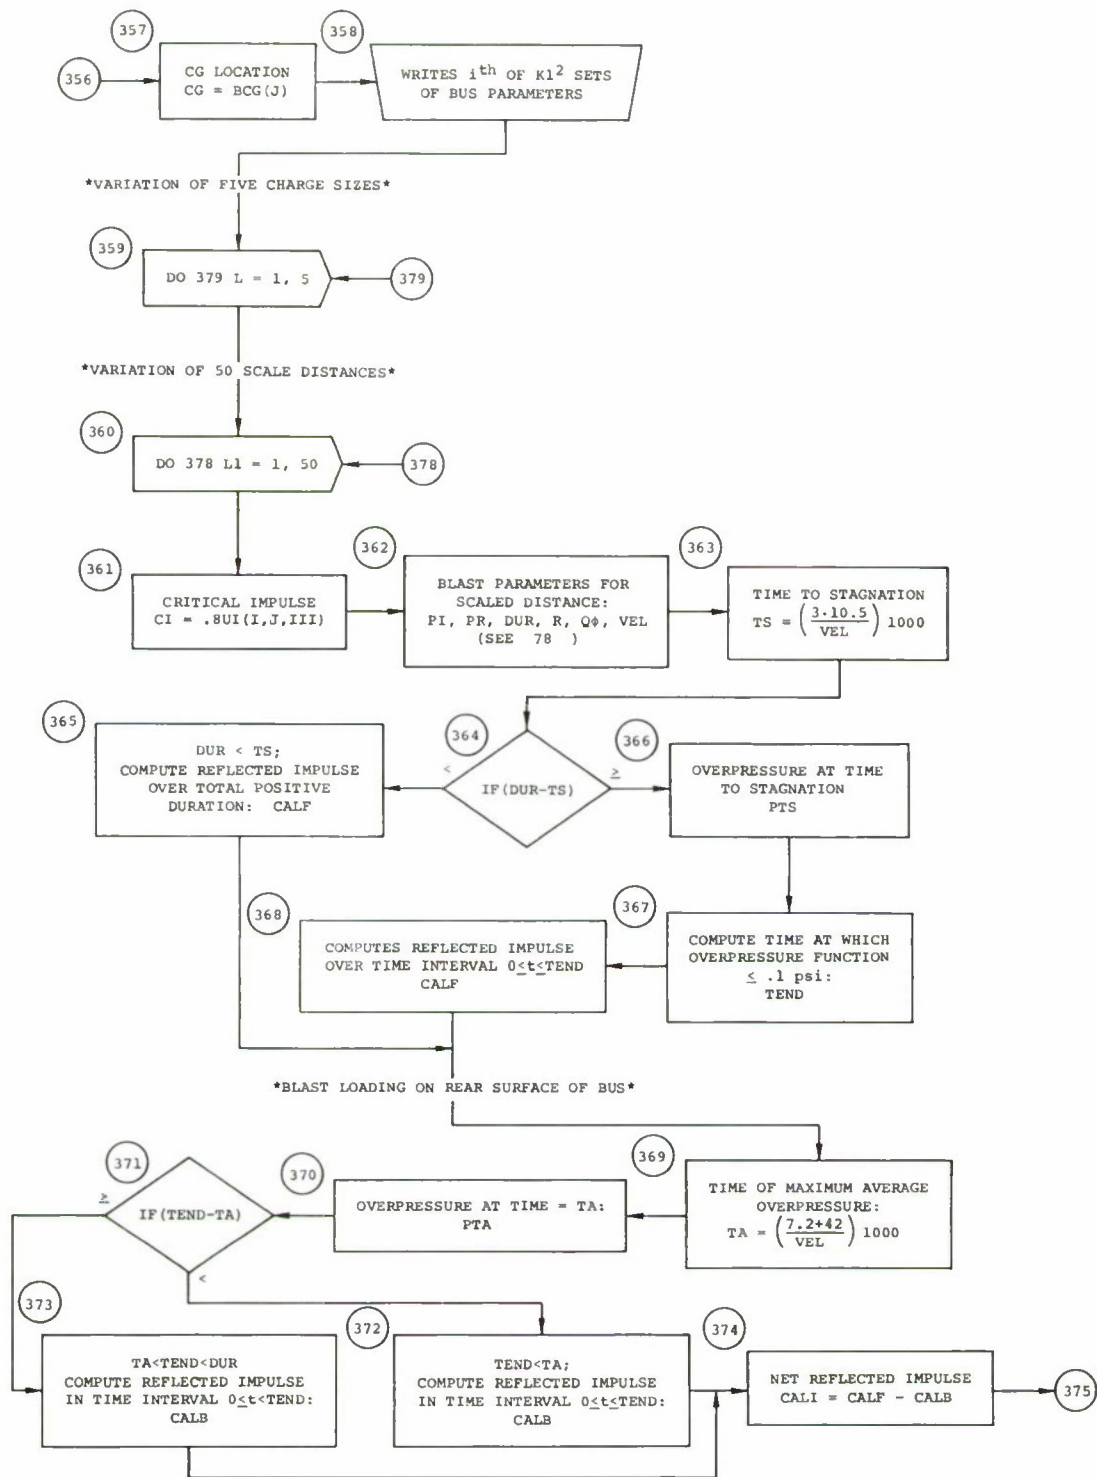 357
358
356
CG LOCATION
CG = BCG(J)
WRITES ith OF K1² SETS
OF BUS PARAMETERS
*VARIATION OF FIVE CHARGE SIZES*
359
DO 379 L = 1, 5
379
*VARIATION OF 50 SCALE DISTANCES*
360
DO 378 L1 = 1, 50
378
361
CRITICAL IMPULSE
CI = .8UI(I,J,III)
362
BLAST PARAMETERS FOR
SCALED DISTANCE:
PI, PR, DUR, R, Qϕ, VEL
(SEE 78 )
363
TIME TO STAGNATION
TS = (3·10.5/VEL) 1000
365
DUR < TS;
COMPUTE REFLECTED IMPULSE
OVER TOTAL POSITIVE
DURATION: CALF
364
<
IF(DUR-TS)
≥
366
OVERPRESSURE AT TIME
TO STAGNATION
PTS
368
COMPUTES REFLECTED IMPULSE
OVER TIME INTERVAL 0≤t≤TEND
CALF
367
COMPUTE TIME AT WHICH
OVERPRESSURE FUNCTION
≤ .1 psi:
TEND
*BLAST LOADING ON REAR SURFACE OF BUS*
371
≥
IF(TEND-TA)
<
370
OVERPRESSURE AT TIME = TA:
PTA
369
TIME OF MAXIMUM AVERAGE
OVERPRESSURE:
TA = (7.2+42/VEL) 1000
373
TA<TEND<DUR
COMPUTE REFLECTED IMPULSE
IN TIME INTERVAL 0≤t<TEND:
CALB
372
TEND<TA;
COMPUTE REFLECTED IMPULSE
IN TIME INTERVAL 0≤t≤TEND:
CALB
374
NET REFLECTED IMPULSE
CALI = CALF - CALB
375